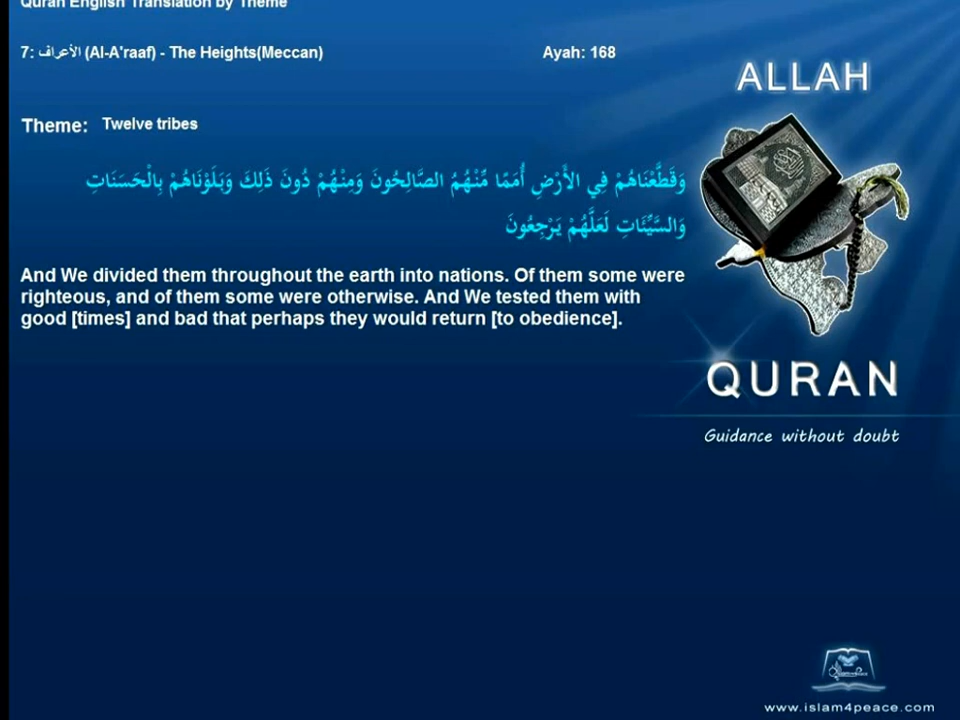 Quran English Translation by Theme
7: الأعراف (Al-A'raaf) - The Heights(Meccan) Ayah: 168
ALLAH
Theme: Twelve tribes
وَقَطَّعْنَاهُمْ فِي الأَرْضِ أُمَمًا مِّنْهُمُ الصَّالِحُونَ وَمِنْهُمْ دُونَ ذَلِكَ وَبَلَوْنَاهُمْ بِالْحَسَنَاتِ
وَالسَّيِّئَاتِ لَعَلَّهُمْ يَرْجِعُونَ
And We divided them throughout the earth into nations. Of them some were
righteous, and of them some were otherwise. And We tested them with
good [times] and bad that perhaps they would return [to obedience].
QURAN
Guidance without doubt
www.islam4peace.com